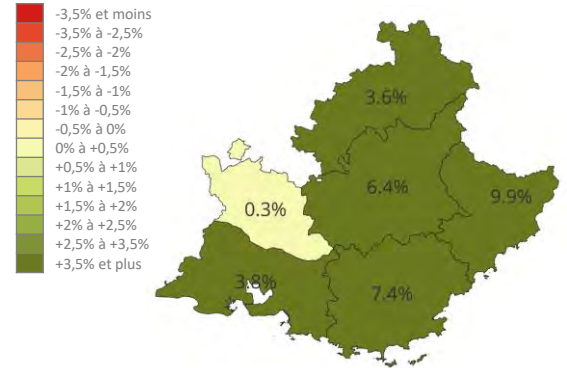 -3,5% et moins
-3,5% à -2,5%
-2,5% à -2%
-2% à -1,5%
-1,5% à -1%
-1% à -0,5%
-0,5% à 0%
0% à +0,5%
+0,5% à +1%
+1% à +1,5%
+1,5% à +2%
+2% à +2,5%
+2,5% à +3,5%
+3,5% et plus
3.6%
6.4%
9.9%
0.3%
3.8%
7.4%